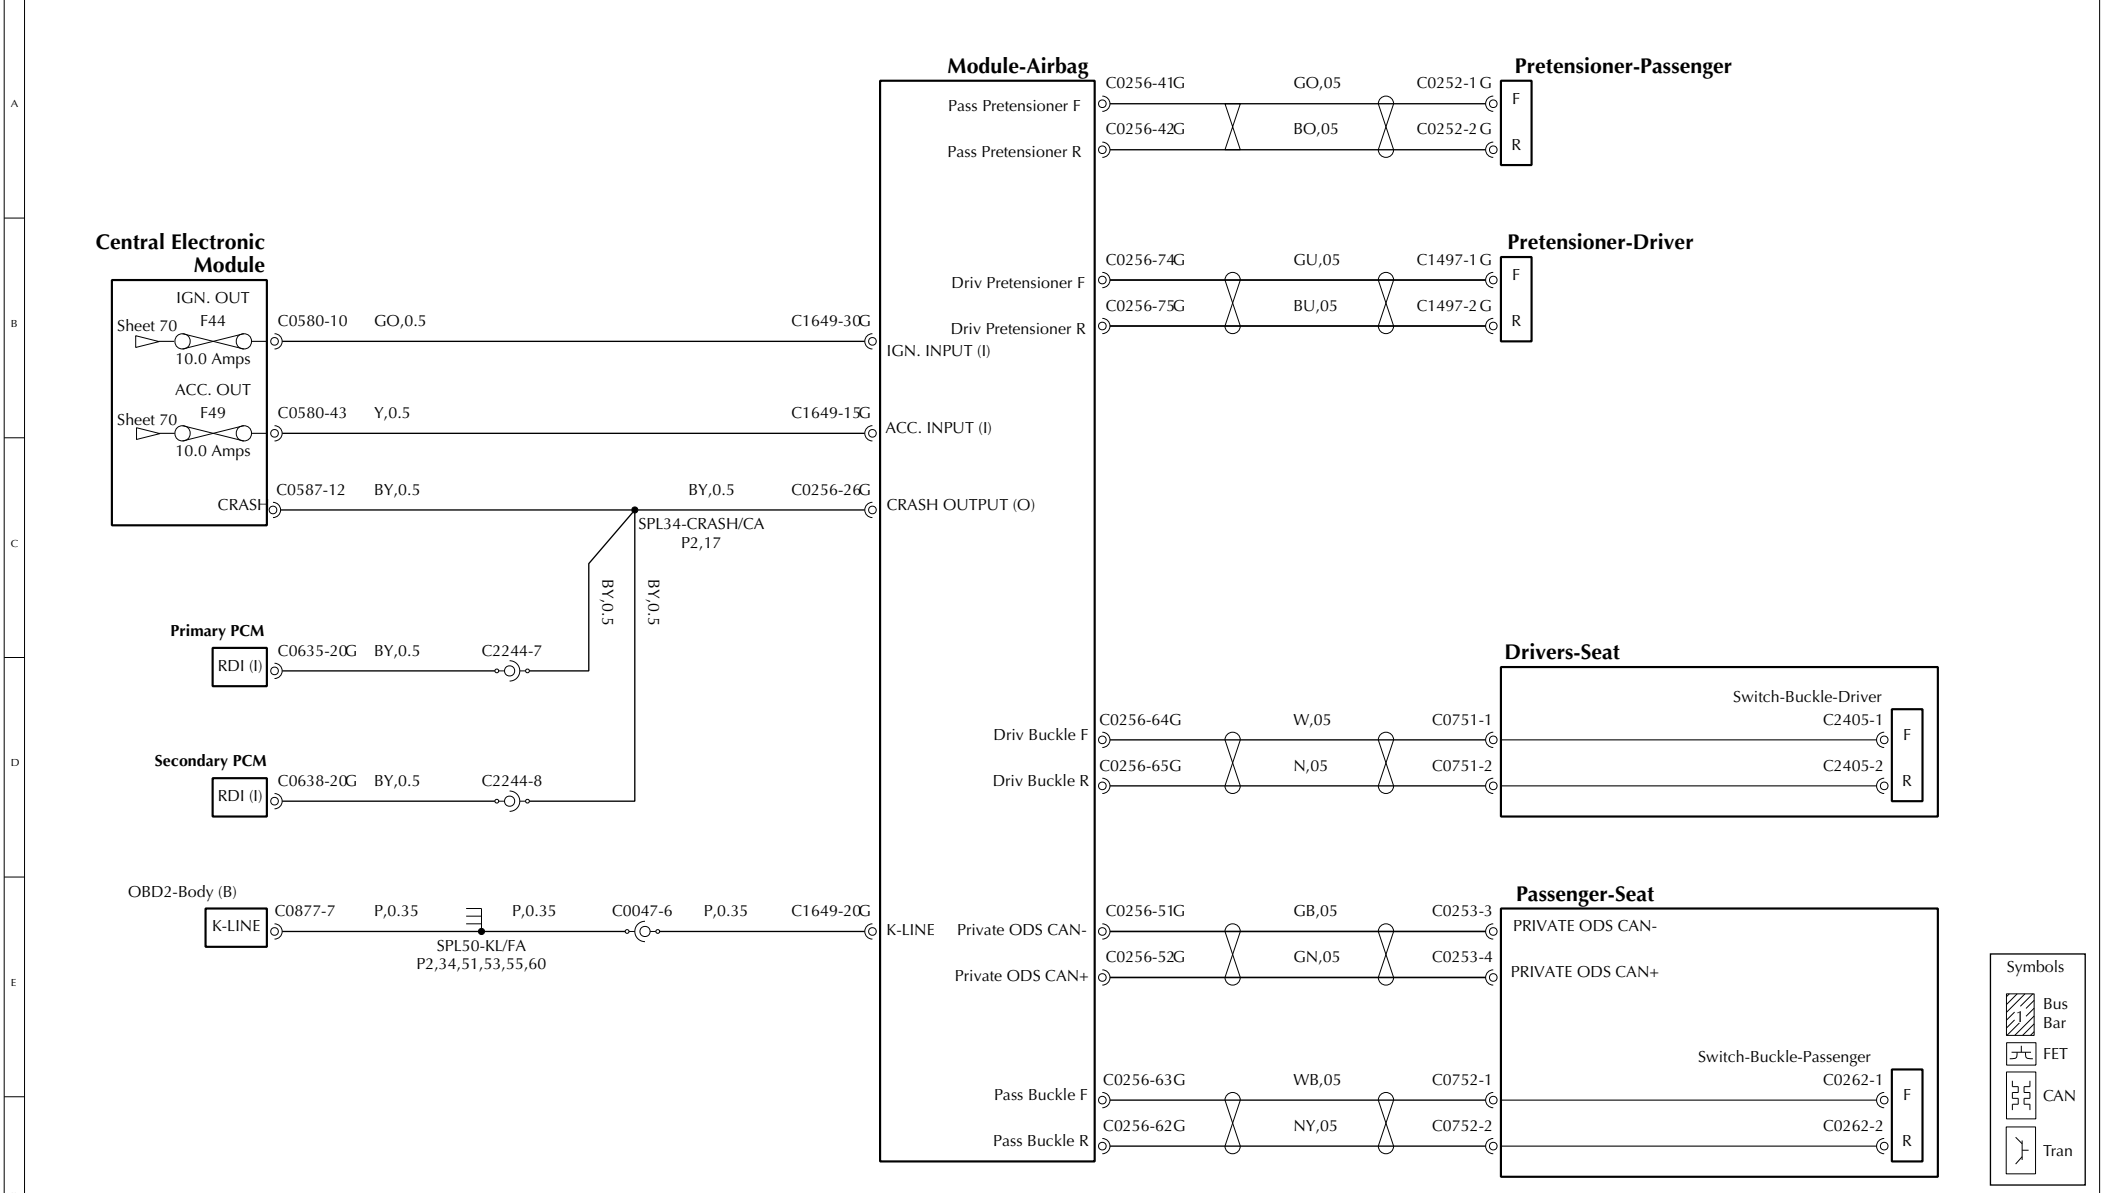 A
B
C
D
E
Central Electronic
Module
IGN. OUT
Sheet 70
F44
10.0 Amps
C0580-10
GO,0.5
C1649-30G
ACC. OUT
Sheet 70
F49
10.0 Amps
C0580-43
Y,0.5
C1649-15G
CRASH
C0587-12
BY,0.5
BY,0.5
C0256-26G
SPL34-CRASH/CA
P2,17
BY,0.5
BY,0.5
Primary PCM
RDI (I)
C0635-20G
BY,0.5
C2244-7
Secondary PCM
RDI (I)
C0638-20G
BY,0.5
C2244-8
OBD2-Body (B)
K-LINE
C0877-7
P,0.35
P,0.35
C0047-6
P,0.35
C1649-20G
SPL50-KL/FA
P2,34,51,53,55,60
Module-Airbag
IGN. INPUT (I)
ACC. INPUT (I)
CRASH OUTPUT (O)
K-LINE
Pass Pretensioner F
Pass Pretensioner R
Driv Pretensioner F
Driv Pretensioner R
Driv Buckle F
Driv Buckle R
Private ODS CAN-
Private ODS CAN+
Pass Buckle F
Pass Buckle R
Pretensioner-Passenger
C0256-41G
GO,05
C0252-1 G
F
C0256-42G
BO,05
C0252-2 G
R
Pretensioner-Driver
C0256-74G
GU,05
C1497-1 G
F
C0256-75G
BU,05
C1497-2 G
R
Drivers-Seat
Switch-Buckle-Driver
C0256-64G
W,05
C0751-1
C2405-1
F
C0256-65G
N,05
C0751-2
C2405-2
R
Passenger-Seat
C0256-51G
GB,05
C0253-3
PRIVATE ODS CAN-
C0256-52G
GN,05
C0253-4
PRIVATE ODS CAN+
Switch-Buckle-Passenger
C0256-63G
WB,05
C0752-1
C0262-1
F
C0256-62G
NY,05
C0752-2
C0262-2
R
Symbols
1
Bus
Bar
FET
CAN
Tran